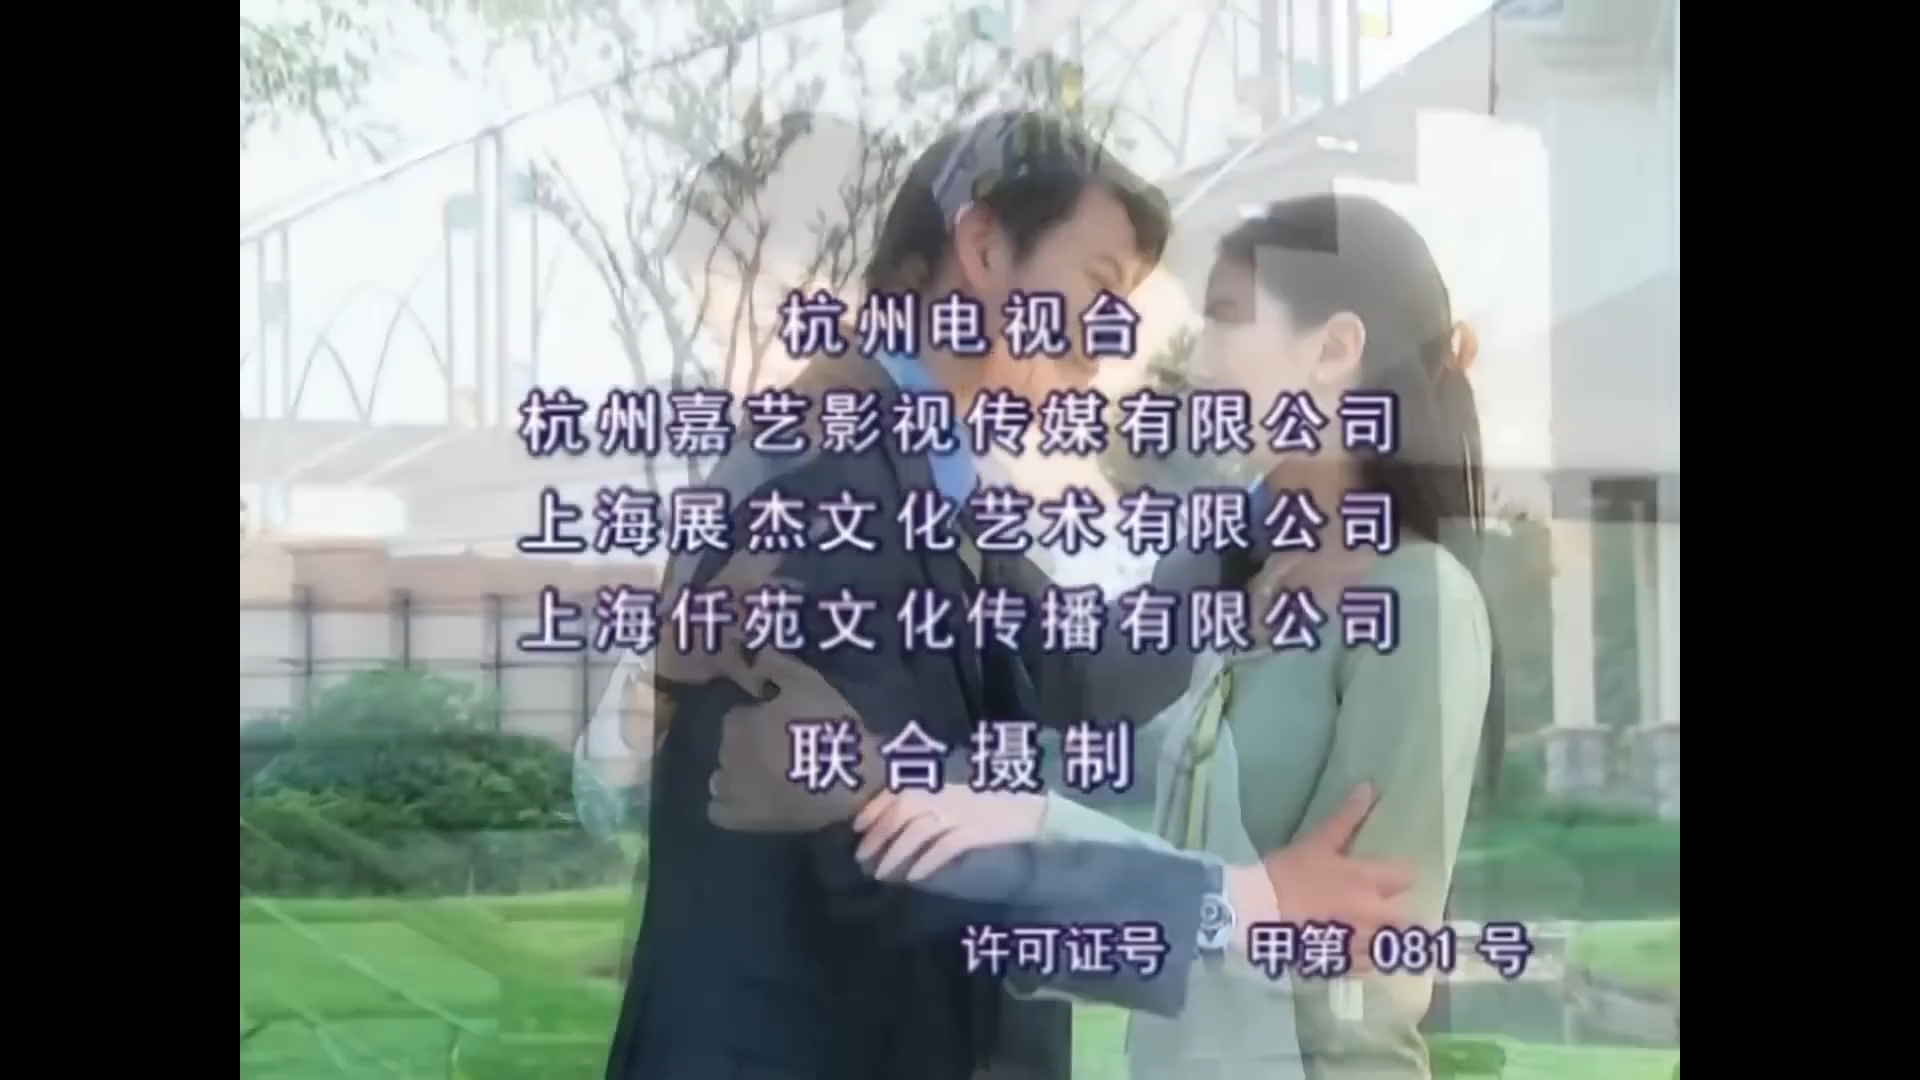 杭州电视台
杭州嘉艺影视传媒有限公司
上海展杰文化艺术有限公司
上海仟苑文化传播有限公司
联合摄制
许可证号 甲第 081 号